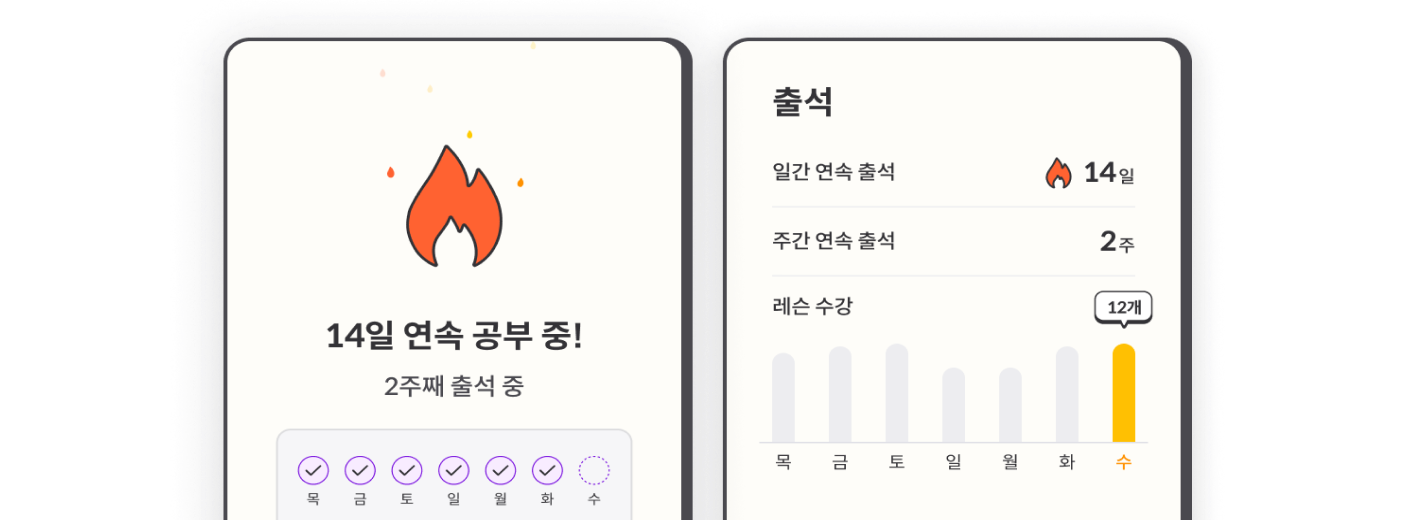 14일 연속 공부 중!
2주째 출석 중
목 금 토 일 월 화 수
출석
일간 연속 출석 14일
주간 연속 출석 2주
레슨 수강 12개
목 금 토 일 월 화 수